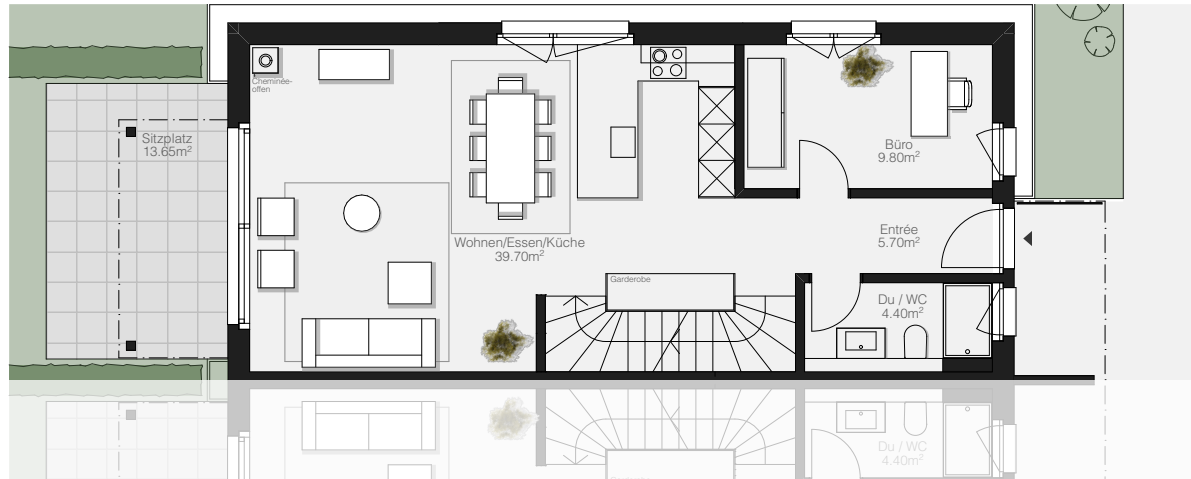 Cheminée-
offen
Sitzplatz
13.65m²
Wohnen/Essen/Küche
39.70m²
Büro
9.80m²
Entrée
5.70m²
Garderobe
Du / WC
4.40m²
Du / WC
4.40m²